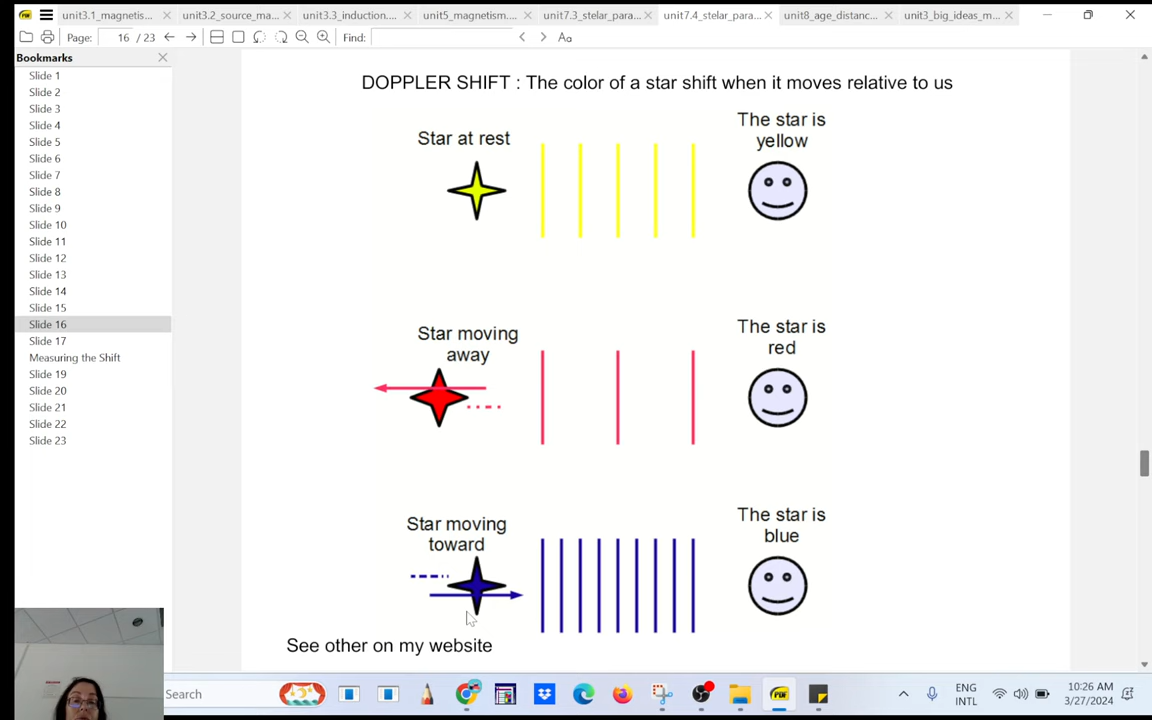 unit3.1_magnetis...
unit3.2_source_ma...
unit3.3_induction....
unit5_magnetism....
unit7.3_stelar_para...
unit7.4_stelar_para...
unit8_age_distanc...
unit3_big_ideas_m...
Page:
16 / 23
Find:
Aa
Bookmarks
Slide 1
Slide 2
Slide 3
Slide 4
Slide 5
Slide 6
Slide 7
Slide 8
Slide 9
Slide 10
Slide 11
Slide 12
Slide 13
Slide 14
Slide 15
Slide 16
Slide 17
Measuring the Shift
Slide 19
Slide 20
Slide 21
Slide 22
Slide 23
DOPPLER SHIFT : The color of a star shift when it moves relative to us
Star at rest
The star is
yellow
Star moving
away
The star is
red
Star moving
toward
The star is
blue
See other on my website
Search
PDF
ENG
INTL
10:26 AM
3/27/2024